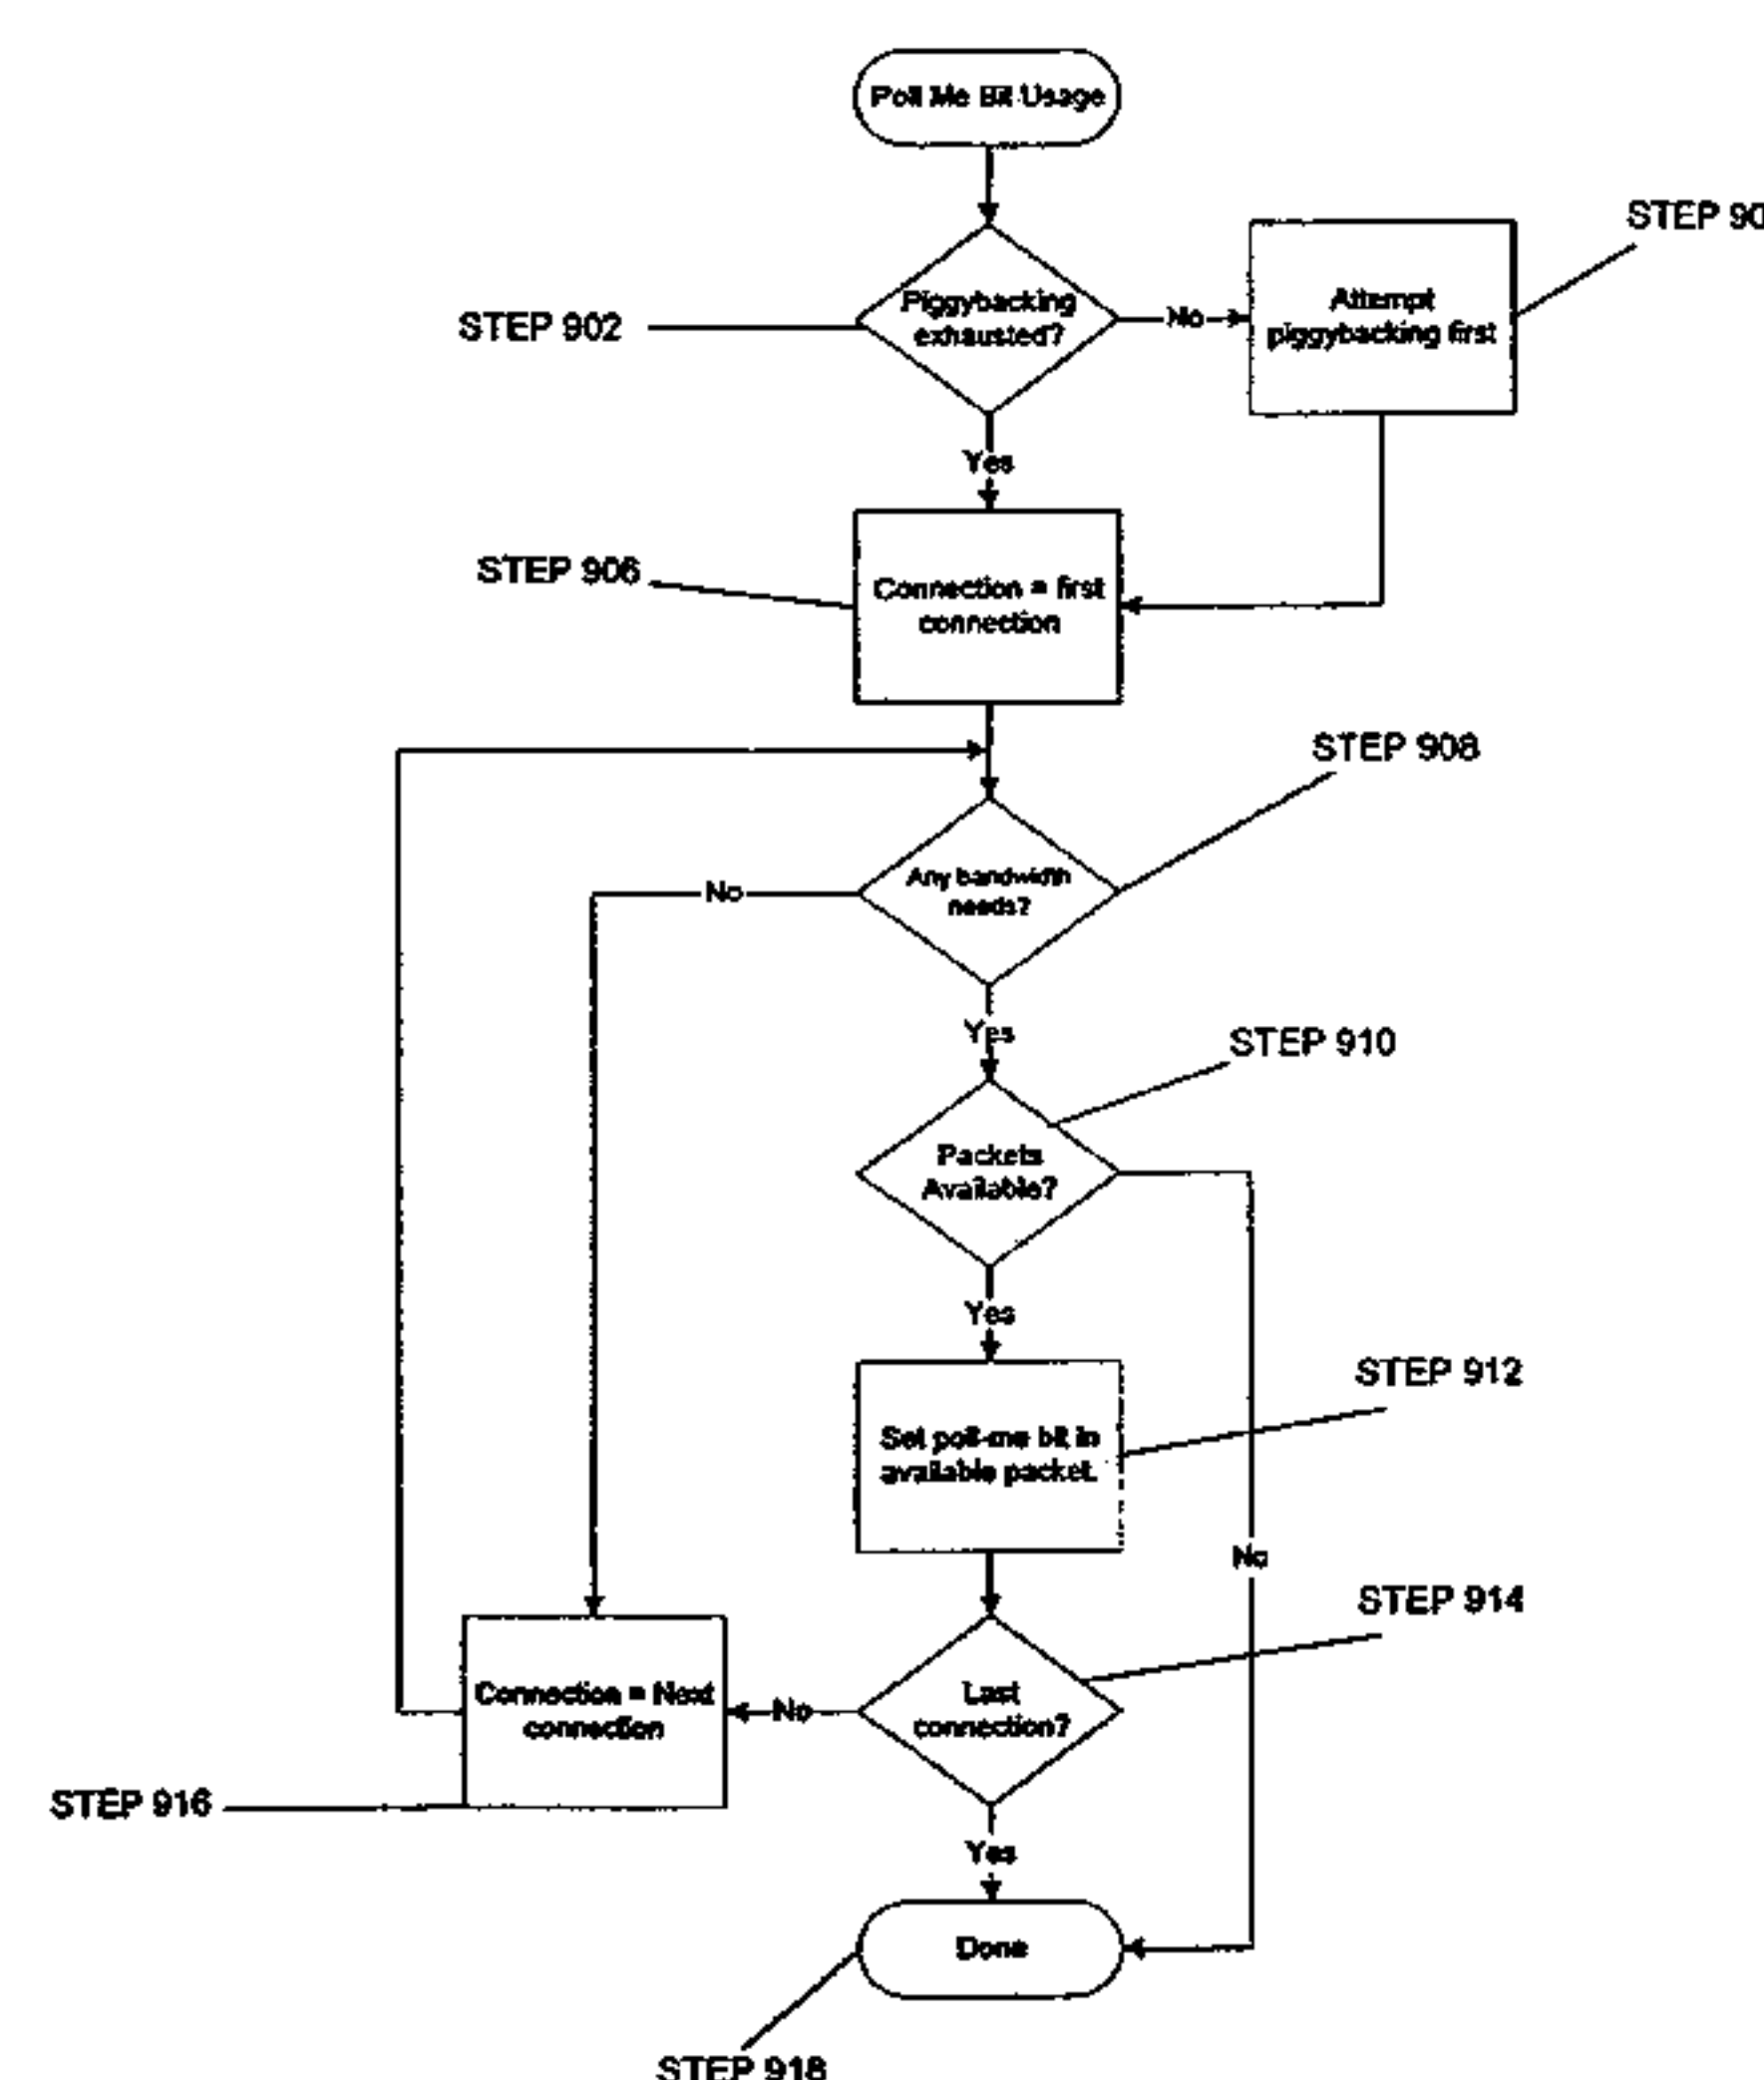 Poll Me Bit Usage
STEP 90
Piggybacking
exhausted?
No
Attempt
piggybacking first
STEP 902
Yes
STEP 906
Connection = first
connection
STEP 908
Any bandwidth
needs?
No
Yes
STEP 910
Packets
Available?
Yes
STEP 912
Set poll-me bit in
available packet.
No
STEP 914
Connection = Next
connection
No
Last
connection?
STEP 916
Yes
Done
STEP 918